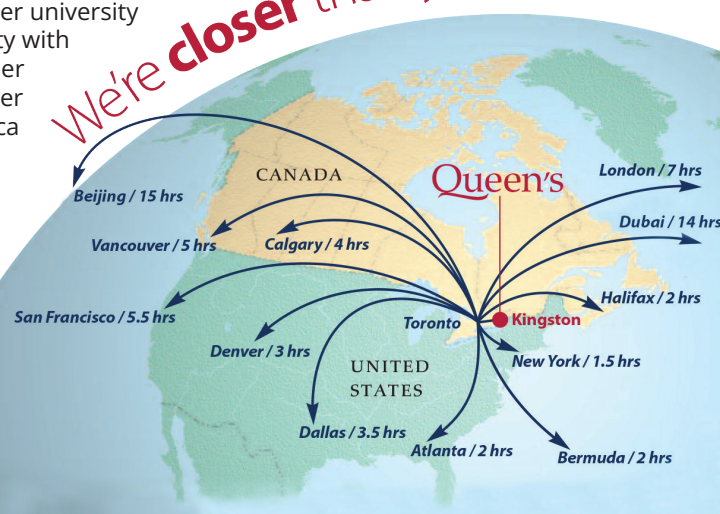 er university
ty with
er
er
ca
We're closer
CANADA
Queen's
London / 7 hrs
Beijing / 15 hrs
Dubai / 14 hrs
Vancouver / 5 hrs
Calgary / 4 hrs
Halifax / 2 hrs
San Francisco / 5.5 hrs
Toronto
Kingston
Denver / 3 hrs
New York / 1.5 hrs
UNITED
STATES
Dallas / 3.5 hrs
Atlanta / 2 hrs
Bermuda / 2 hrs